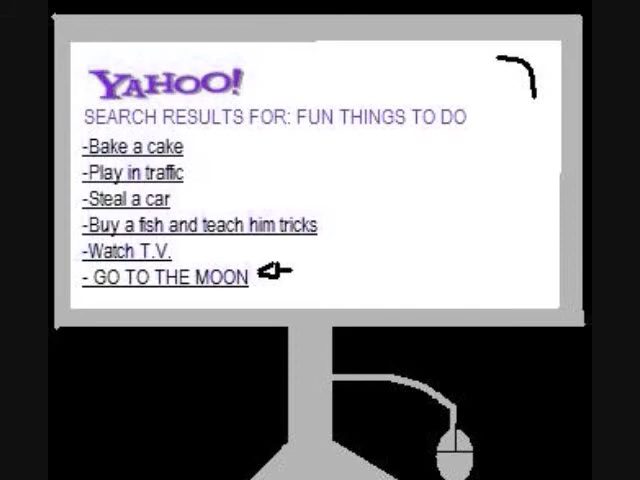 YAHOO!
SEARCH RESULTS FOR: FUN THINGS TO DO
-Bake a cake
-Play in traffic
-Steal a car
-Buy a fish and teach him tricks
-Watch T.V.
- GO TO THE MOON